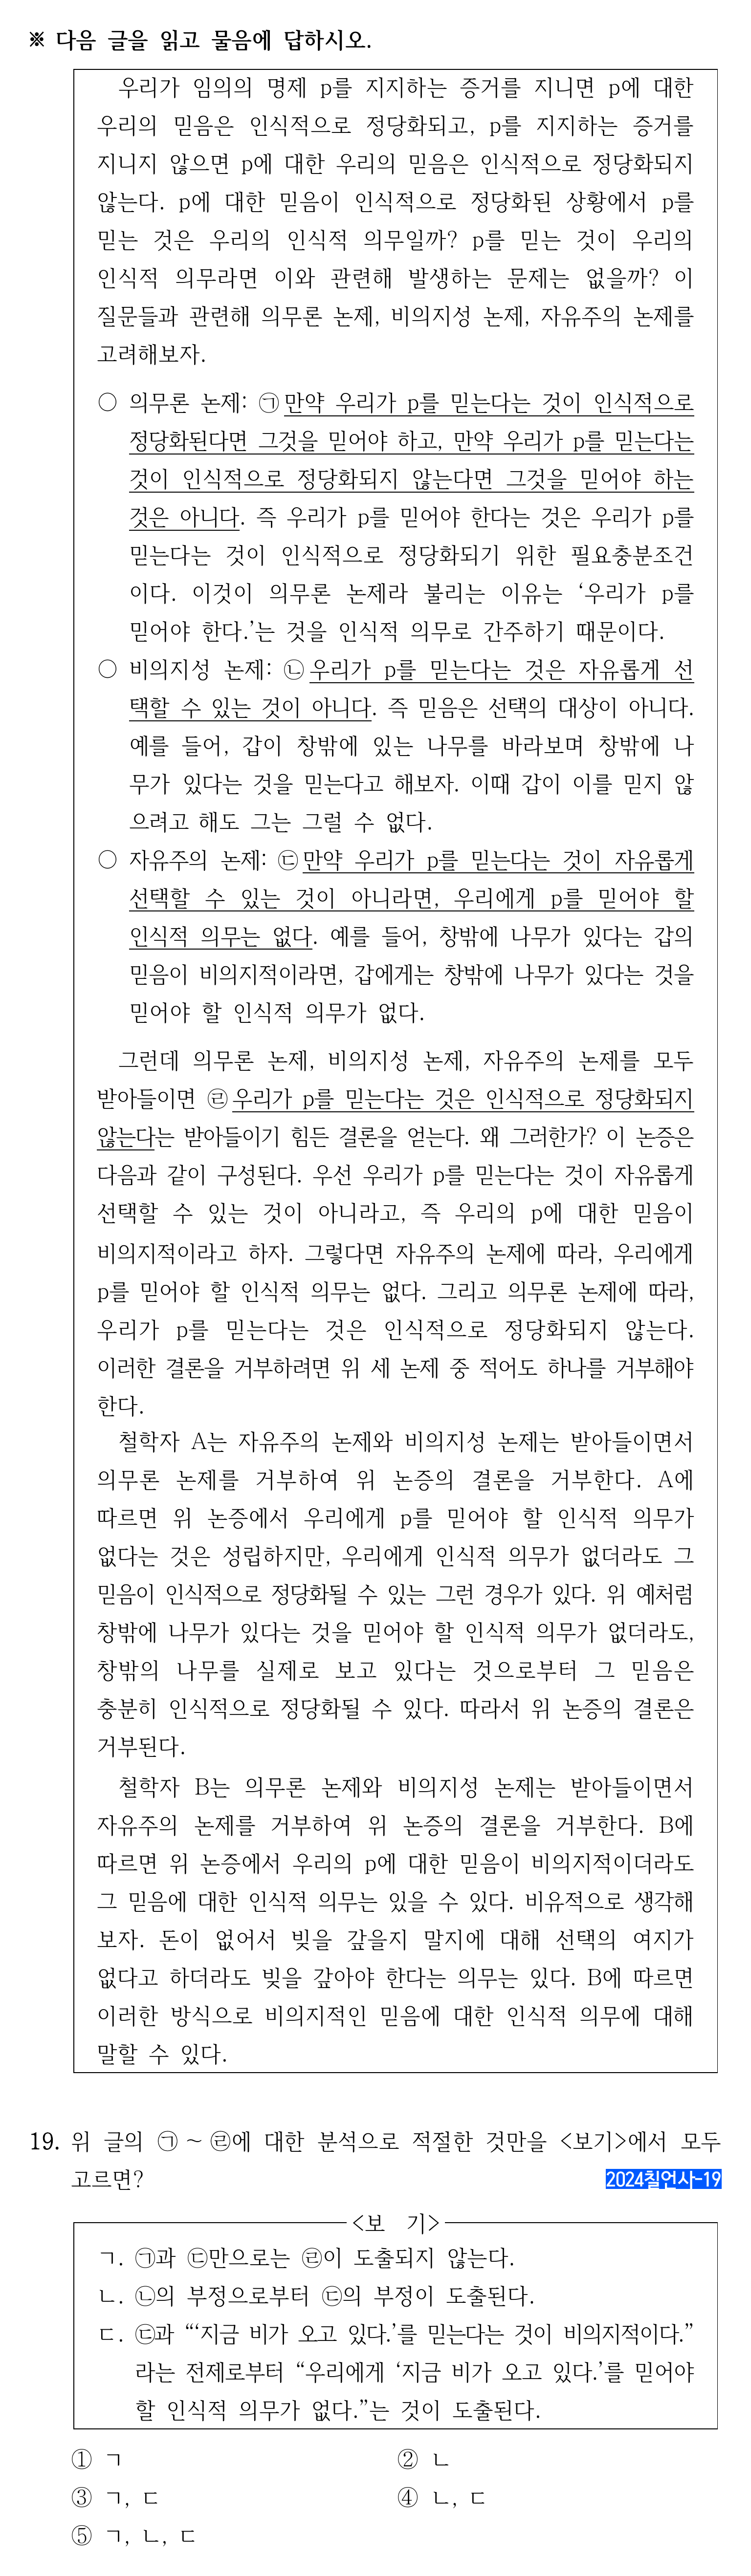 ※ 다음 글을 읽고 물음에 답하시오.
우리가 임의의 명제 p를 지지하는 증거를 지니면 p에 대한
우리의 믿음은 인식적으로 정당화되고, p를 지지하는 증거를
지니지 않으면 p에 대한 우리의 믿음은 인식적으로 정당화되지
않는다. p에 대한 믿음이 인식적으로 정당화된 상황에서 p를
믿는 것은 우리의 인식적 의무일까? p를 믿는 것이 우리의
인식적 의무라면 이와 관련해 발생하는 문제는 없을까? 이
질문들과 관련해 의무론 논제, 비의지성 논제, 자유주의 논제를
고려해보자.
○ 의무론 논제: ㉠만약 우리가 p를 믿는다는 것이 인식적으로
정당화된다면 그것을 믿어야 하고, 만약 우리가 p를 믿는다는
것이 인식적으로 정당화되지 않는다면 그것을 믿어야 하는
것은 아니다. 즉 우리가 p를 믿어야 한다는 것은 우리가 p를
믿는다는 것이 인식적으로 정당화되기 위한 필요충분조건
이다. 이것이 의무론 논제라 불리는 이유는 ‘우리가 p를
믿어야 한다.’는 것을 인식적 의무로 간주하기 때문이다.
○ 비의지성 논제: ㉡우리가 p를 믿는다는 것은 자유롭게 선
택할 수 있는 것이 아니다. 즉 믿음은 선택의 대상이 아니다.
예를 들어, 갑이 창밖에 있는 나무를 바라보며 창밖에 나
무가 있다는 것을 믿는다고 해보자. 이때 갑이 이를 믿지 않
으려고 해도 그는 그럴 수 없다.
○ 자유주의 논제: ㉢만약 우리가 p를 믿는다는 것이 자유롭게
선택할 수 있는 것이 아니라면, 우리에게 p를 믿어야 할
인식적 의무는 없다. 예를 들어, 창밖에 나무가 있다는 갑의
믿음이 비의지적이라면, 갑에게는 창밖에 나무가 있다는 것을
믿어야 할 인식적 의무가 없다.
그런데 의무론 논제, 비의지성 논제, 자유주의 논제를 모두
받아들이면 ㉣우리가 p를 믿는다는 것은 인식적으로 정당화되지
않는다는 받아들이기 힘든 결론을 얻는다. 왜 그러한가? 이 논증은
다음과 같이 구성된다. 우선 우리가 p를 믿는다는 것이 자유롭게
선택할 수 있는 것이 아니라고, 즉 우리의 p에 대한 믿음이
비의지적이라고 하자. 그렇다면 자유주의 논제에 따라, 우리에게
p를 믿어야 할 인식적 의무는 없다. 그리고 의무론 논제에 따라,
우리가 p를 믿는다는 것은 인식적으로 정당화되지 않는다.
이러한 결론을 거부하려면 위 세 논제 중 적어도 하나를 거부해야
한다.
철학자 A는 자유주의 논제와 비의지성 논제는 받아들이면서
의무론 논제를 거부하여 위 논증의 결론을 거부한다. A에
따르면 위 논증에서 우리에게 p를 믿어야 할 인식적 의무가
없다는 것은 성립하지만, 우리에게 인식적 의무가 없더라도 그
믿음이 인식적으로 정당화될 수 있는 그런 경우가 있다. 위 예처럼
창밖에 나무가 있다는 것을 믿어야 할 인식적 의무가 없더라도,
창밖의 나무를 실제로 보고 있다는 것으로부터 그 믿음은
충분히 인식적으로 정당화될 수 있다. 따라서 위 논증의 결론은
거부된다.
철학자 B는 의무론 논제와 비의지성 논제는 받아들이면서
자유주의 논제를 거부하여 위 논증의 결론을 거부한다. B에
따르면 위 논증에서 우리의 p에 대한 믿음이 비의지적이더라도
그 믿음에 대한 인식적 의무는 있을 수 있다. 비유적으로 생각해
보자. 돈이 없어서 빚을 갚을지 말지에 대해 선택의 여지가
없다고 하더라도 빚을 갚아야 한다는 의무는 있다. B에 따르면
이러한 방식으로 비의지적인 믿음에 대한 인식적 의무에 대해
말할 수 있다.
19. 위 글의 ㉠～㉣에 대한 분석으로 적절한 것만을 <보기>에서 모두
고르면? 2024칠언사-19
<보 기>
ㄱ. ㉠과 ㉢만으로는 ㉣이 도출되지 않는다.
ㄴ. ㉡의 부정으로부터 ㉢의 부정이 도출된다.
ㄷ. ㉢과 “‘지금 비가 오고 있다.’를 믿는다는 것이 비의지적이다.”
라는 전제로부터 “우리에게 ‘지금 비가 오고 있다.’를 믿어야
할 인식적 의무가 없다.”는 것이 도출된다.
① ㄱ ② ㄴ
③ ㄱ, ㄷ ④ ㄴ, ㄷ
⑤ ㄱ, ㄴ, ㄷ